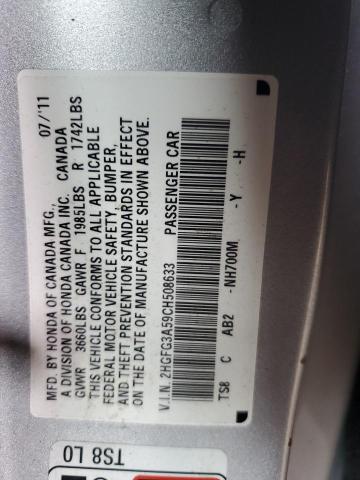 MFD. BY HONDA OF CANADA MFG., 07/'11
A DIVISION OF HONDA CANADA INC. CANADA
GVWR 3660LBS GAWR F 1985LBS R 1742LBS
THIS VEHICLE CONFORMS TO ALL APPLICABLE
FEDERAL MOTOR VEHICLE SAFETY, BUMPER,
AND THEFT PREVENTION STANDARDS IN EFFECT
ON THE DATE OF MANUFACTURE SHOWN ABOVE.
V.I.N. 2HGFG3A59CH508633 PASSENGER CAR
TS8 C AB2 -NH700M -Y -H
TS8 L0